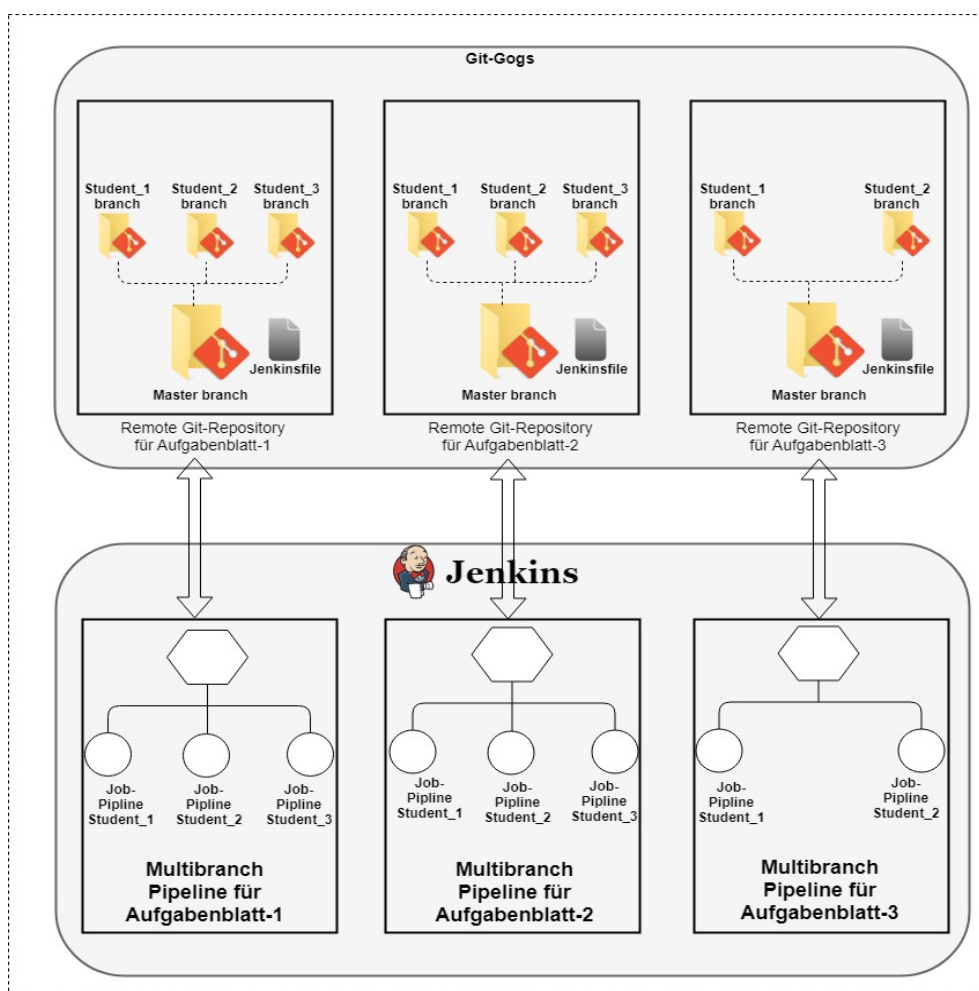 Git-Gogs
Student_1
branch
Student_2
branch
Student_3
branch
Jenkinsfile
Master branch
Remote Git-Repository
für Aufgabenblatt-1
Student_1
branch
Student_2
branch
Student_3
branch
Jenkinsfile
Master branch
Remote Git-Repository
für Aufgabenblatt-2
Student_1
branch
Student_2
branch
Jenkinsfile
Master branch
Remote Git-Repository
für Aufgabenblatt-3
Jenkins
Job-
Pipline
Student_1
Job-
Pipline
Student_2
Job-
Pipline
Student_3
Multibranch
Pipeline für
Aufgabenblatt-1
Job-
Pipline
Student_1
Job-
Pipline
Student_2
Job-
Pipline
Student_3
Multibranch
Pipeline für
Aufgabenblatt-2
Job-
Pipline
Student_1
Job-
Pipline
Student_2
Multibranch
Pipeline für
Aufgabenblatt-3